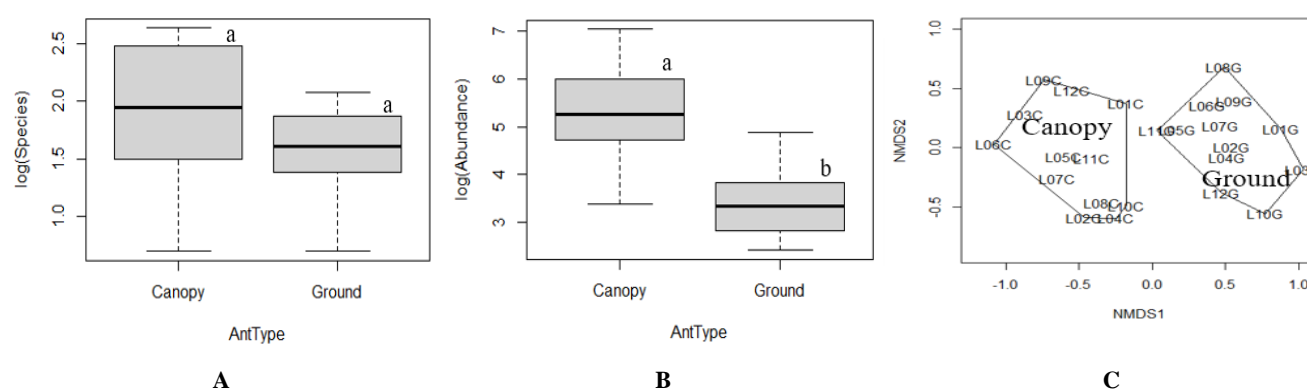 log(Species)
2.5
2.0
1.5
1.0
a
a
Canopy
Ground
AntType
A
log(Abundance)
7
6
5
4
3
a
b
Canopy
Ground
AntType
B
NMDS2
1.0
0.5
0.0
-0.5
L08G
L09C
L12C
L01C
L06G
L09G
L03C
Canopy
L11G
L05G
L07G
L01G
L06C
L02G
L05C
L11C
L04G
L03
L07C
Ground
L12G
L08C
L10C
L02C
L04C
L10G
-1.0
-0.5
0.0
0.5
1.0
NMDS1
C